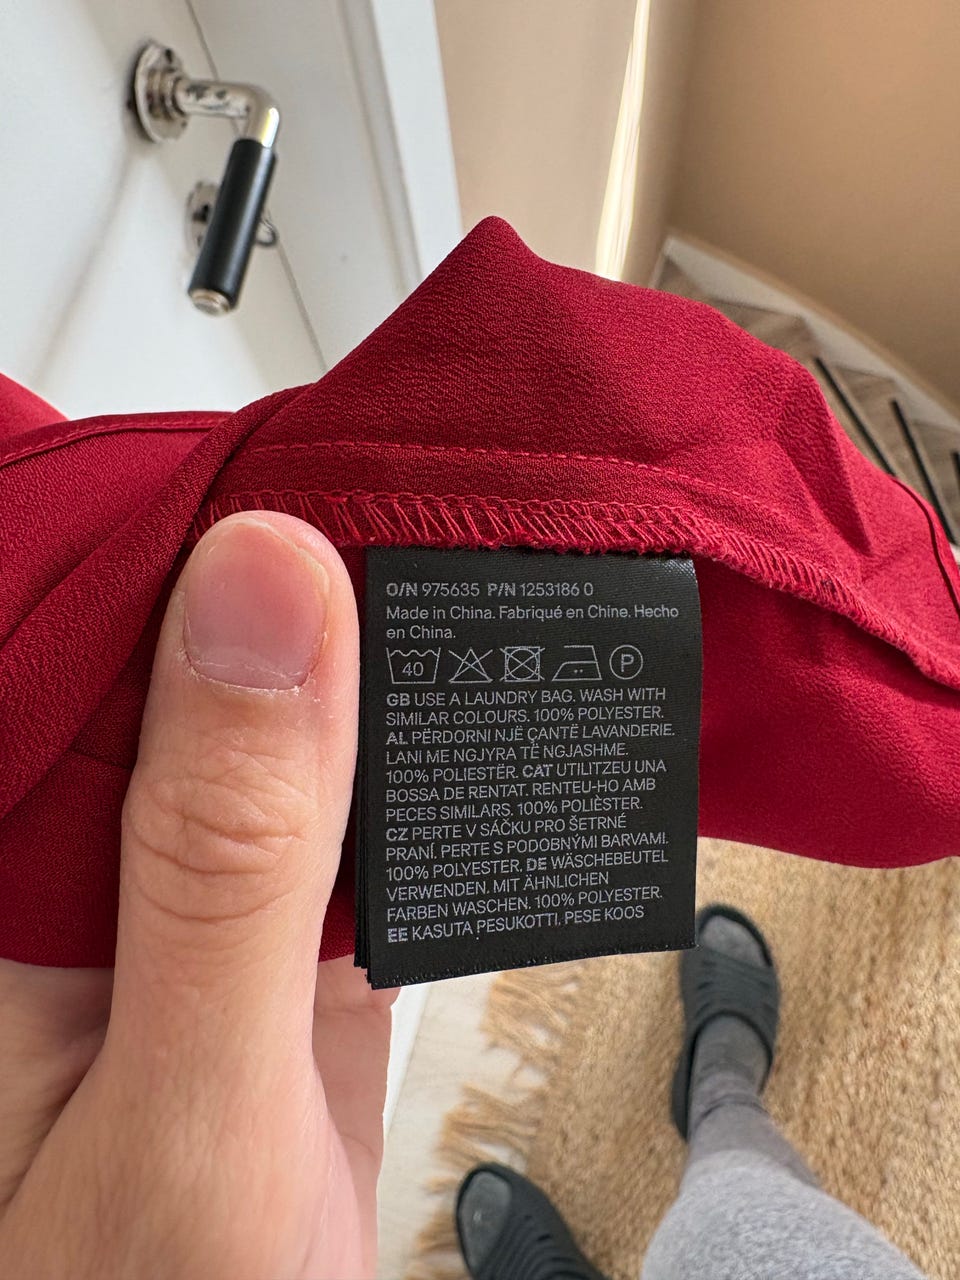 O/N 975635 P/N 1253186 0
Made in China. Fabriqué en Chine. Hecho
en China.
40 P
GB USE A LAUNDRY BAG. WASH WITH
SIMILAR COLOURS. 100% POLYESTER.
AL PËRDORNI NJË ÇANTË LAVANDERIE.
LANI ME NGJYRA TË NGJASHME.
100% POLIESTËR. CAT UTILITZEU UNA
BOSSA DE RENTAT. RENTEU-HO AMB
PECES SIMILARS. 100% POLIÈSTER.
CZ PERTE V SÁČKU PRO ŠETRNÉ
PRANÍ. PERTE S PODOBNÝMI BARVAMI.
100% POLYESTER. DE WÄSCHEBEUTEL
VERWENDEN. MIT ÄHNLICHEN
FARBEN WASCHEN. 100% POLYESTER.
EE KASUTA PESUKOTTI. PESE KOOS